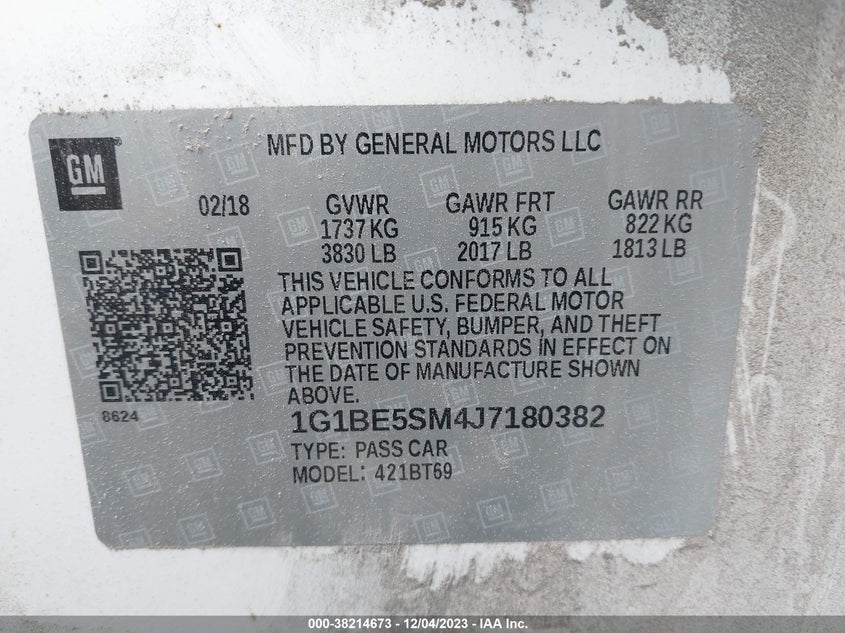 GM
MFD BY GENERAL MOTORS LLC
02/18 GVWR GAWR FRT GAWR RR
1737 KG 915 KG 822 KG
3830 LB 2017 LB 1813 LB
THIS VEHICLE CONFORMS TO ALL
APPLICABLE U.S. FEDERAL MOTOR
VEHICLE SAFETY, BUMPER, AND THEFT
PREVENTION STANDARDS IN EFFECT ON
THE DATE OF MANUFACTURE SHOWN
ABOVE.
8624
1G1BE5SM4J7180382
TYPE: PASS CAR
MODEL: 421BT69
000-38214673 - 12/04/2023 - IAA Inc.